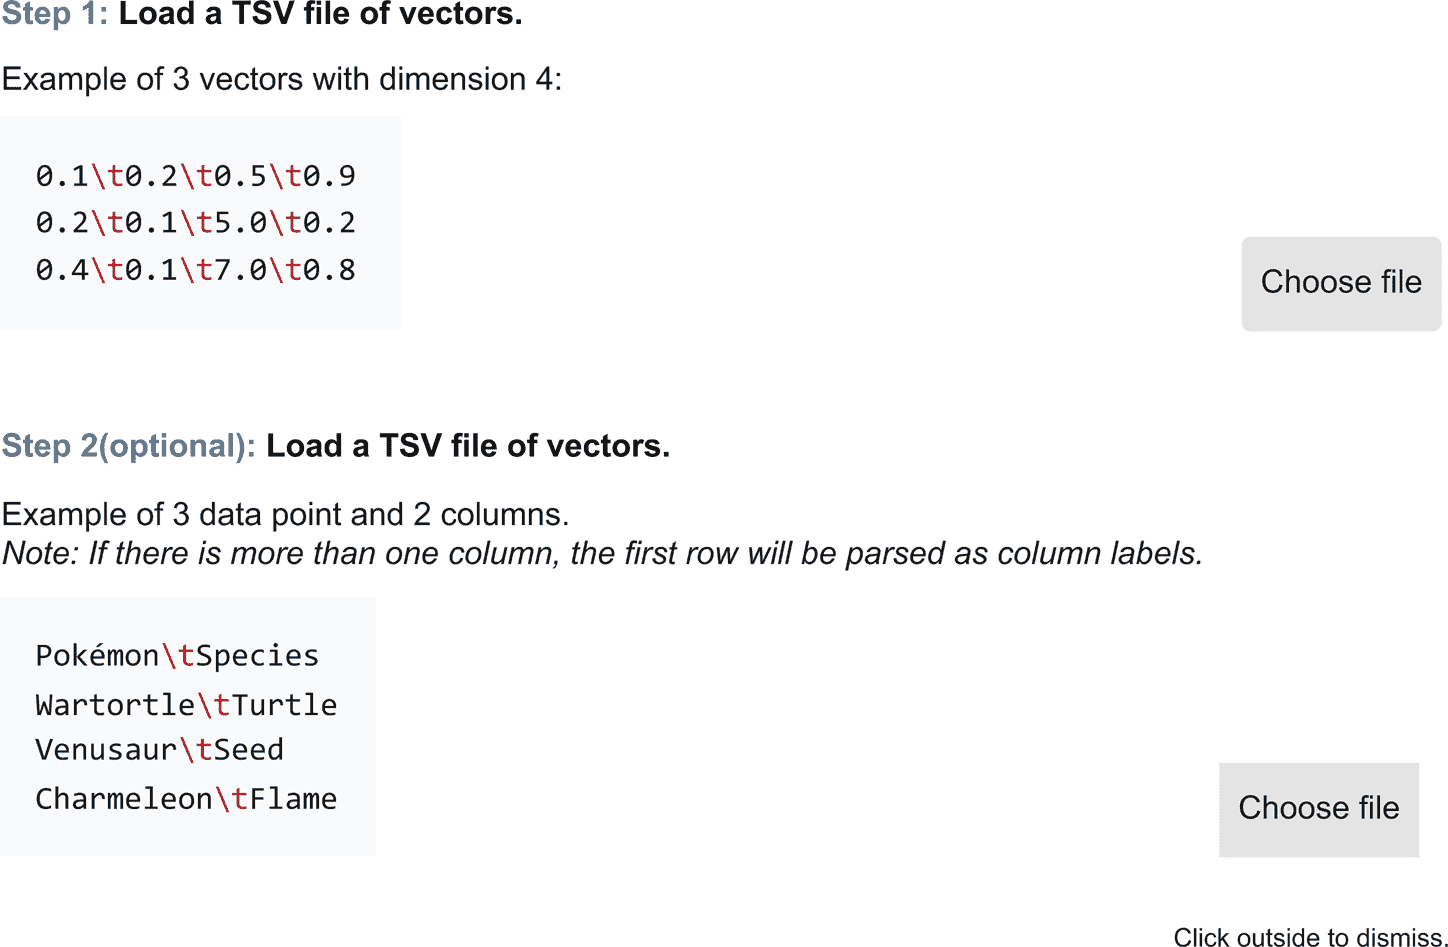 Step 1: Load a TSV file of vectors.
Example of 3 vectors with dimension 4:
0.1\t0.2\t0.5\t0.9
0.2\t0.1\t5.0\t0.2
0.4\t0.1\t7.0\t0.8
Choose file
Step 2(optional): Load a TSV file of vectors.
Example of 3 data point and 2 columns.
Note: If there is more than one column, the first row will be parsed as column labels.
Pokémon\tSpecies
Wartortle\tTurtle
Venusaur\tSeed
Charmeleon\tFlame
Choose file
Click outside to dismiss.